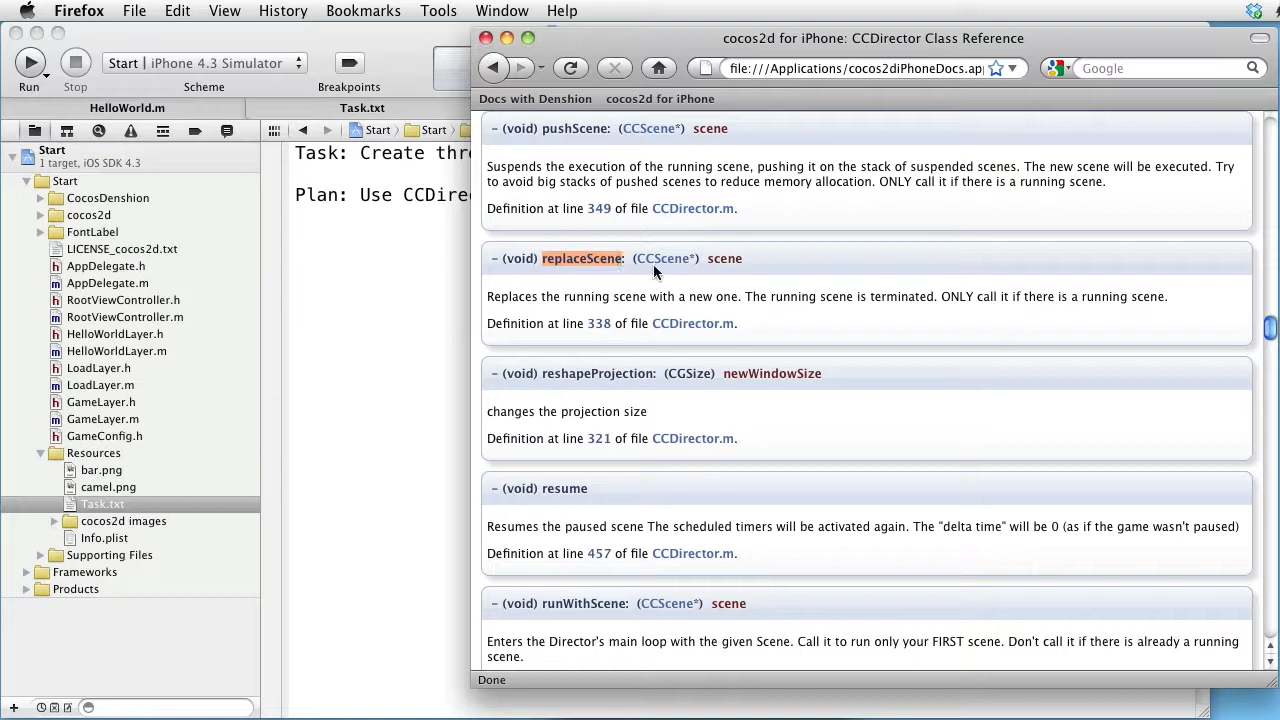 Firefox File Edit View History Bookmarks Tools Window Help
cocos2d for iPhone: CCDirector Class Reference
Start | iPhone 4.3 Simulator
file:///Applications/cocos2diPhoneDocs.app
Google
Run Stop Scheme Breakpoints
Docs with Denshion cocos2d for iPhone
HelloWorld.m Task.txt
Start Start
Start
1 target, iOS SDK 4.3
Start
CocosDenshion
cocos2d
FontLabel
LICENSE_cocos2d.txt
AppDelegate.h
AppDelegate.m
RootViewController.h
RootViewController.m
HelloWorldLayer.h
HelloWorldLayer.m
LoadLayer.h
LoadLayer.m
GameLayer.h
GameLayer.m
GameConfig.h
Resources
bar.png
camel.png
Task.txt
cocos2d images
Info.plist
Supporting Files
Frameworks
Products
Task: Create thre
Plan: Use CCDirec
– (void) pushScene: (CCScene*) scene
Suspends the execution of the running scene, pushing it on the stack of suspended scenes. The new scene will be executed. Try
to avoid big stacks of pushed scenes to reduce memory allocation. ONLY call it if there is a running scene.
Definition at line 349 of file CCDirector.m.
– (void) replaceScene: (CCScene*) scene
Replaces the running scene with a new one. The running scene is terminated. ONLY call it if there is a running scene.
Definition at line 338 of file CCDirector.m.
– (void) reshapeProjection: (CGSize) newWindowSize
changes the projection size
Definition at line 321 of file CCDirector.m.
– (void) resume
Resumes the paused scene The scheduled timers will be activated again. The "delta time" will be 0 (as if the game wasn't paused)
Definition at line 457 of file CCDirector.m.
– (void) runWithScene: (CCScene*) scene
Enters the Director's main loop with the given Scene. Call it to run only your FIRST scene. Don't call it if there is already a running
scene.
Done